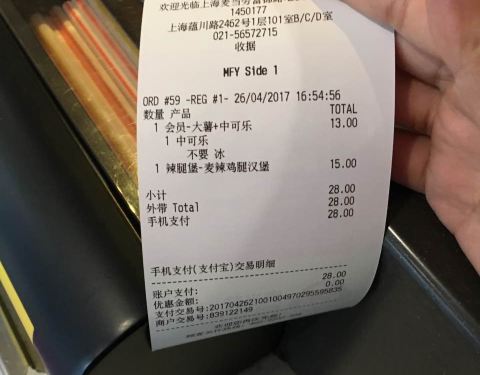 欢迎光临上海麦当劳富锦路
1450177
上海蕴川路2462号1层101室B/C/D室
021-56572715
收据
MFY Side 1
ORD #59 -REG #1- 26/04/2017 16:54:56
数量 产品 TOTAL
1 会员-大薯+中可乐 13.00
1 中可乐
不要 冰
1 辣腿堡-麦辣鸡腿汉堡 15.00
小计 28.00
外带 Total 28.00
手机支付 28.00
手机支付(支付宝)交易明细
账户支付: 28.00
优惠金额: 0.00
支付交易号:2017042621001004970295595835
商户交易号:839122149